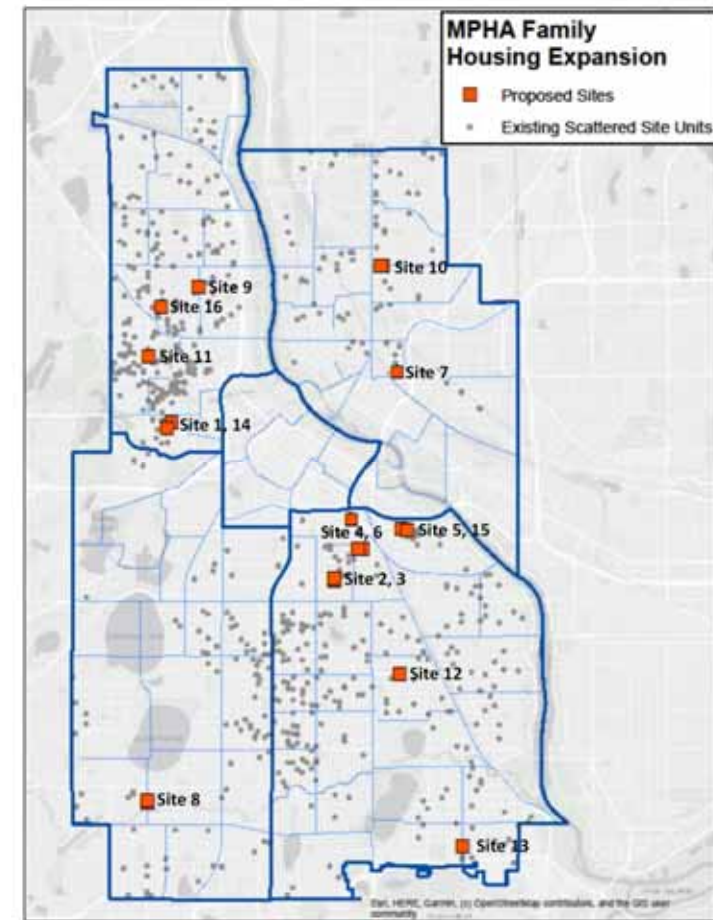 MPHA Family
Housing Expansion
Proposed Sites
Existing Scattered Site Units
Site 10
Site 9
Site 16
Site 11
Site 7
Site 1, 14
Site 4, 6
Site 5, 15
Site 2, 3
Site 12
Site 8
Site 13
Esri, HERE, Garmin, (c) OpenStreetMap contributors, and the GIS user
community